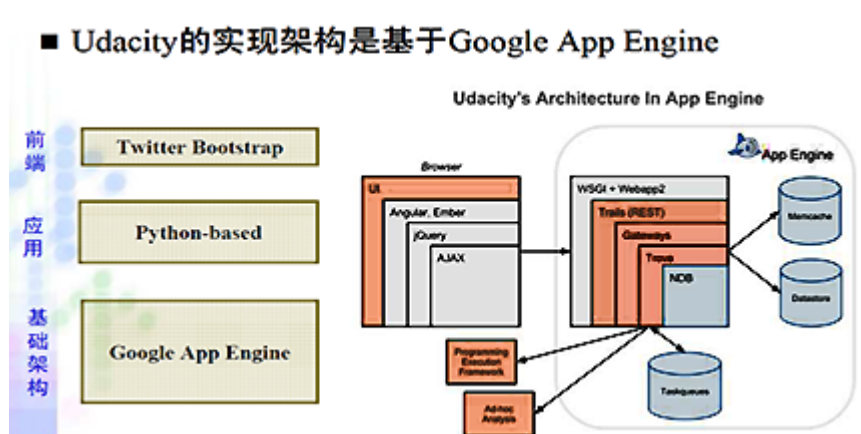 ■ Udacity的实现架构是基于Google App Engine
Udacity's Architecture In App Engine
前端
Twitter Bootstrap
应用
Python-based
基础架构
Google App Engine
Browser
UI
Angular, Ember
jQuery
AJAX
App Engine
WSGI + Webapp2
Trails (REST)
Gateways
NDB
Memcache
Datastore
Taskqueues
Programming
Execution
Framework
Ad-hoc
Analysis